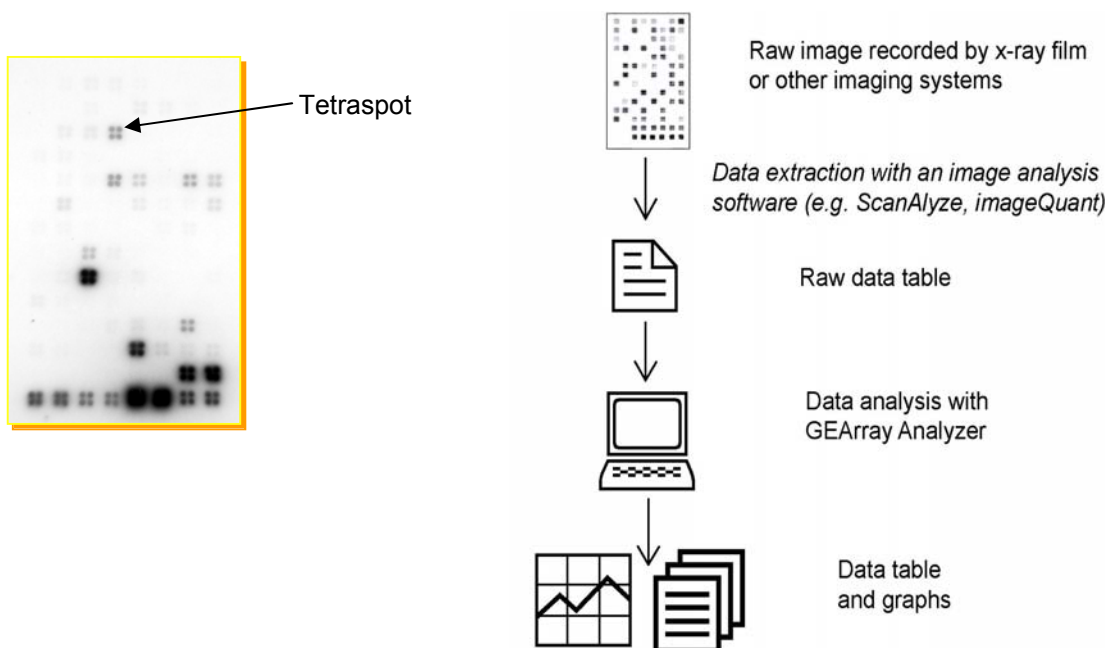 Tetraspot
Raw image recorded by x-ray film
or other imaging systems
Data extraction with an image analysis
software (e.g. ScanAlyze, imageQuant)
Raw data table
Data analysis with
GEArray Analyzer
Data table
and graphs